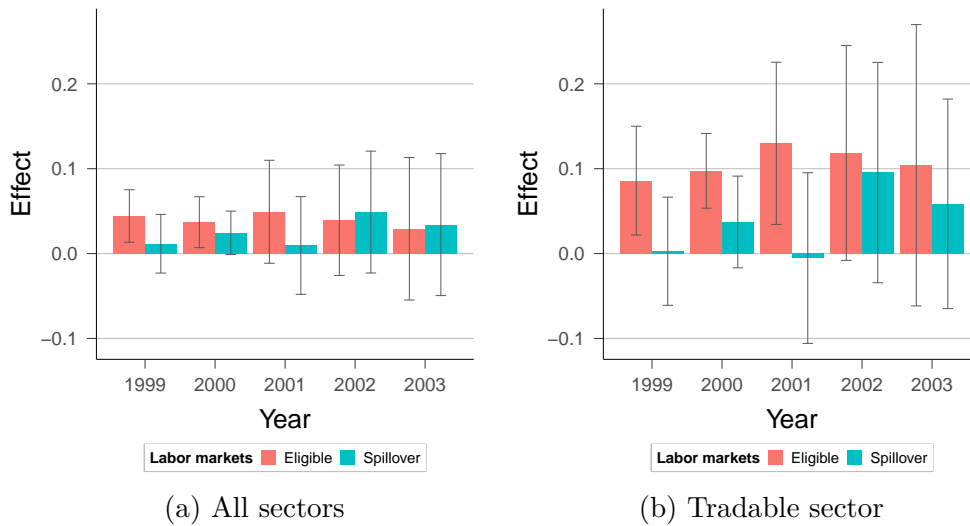 Effect
0.2
0.1
0.0
−0.1
1999 2000 2001 2002 2003
Year
Labor markets Eligible Spillover
(a) All sectors
Effect
0.2
0.1
0.0
−0.1
1999 2000 2001 2002 2003
Year
Labor markets Eligible Spillover
(b) Tradable sector